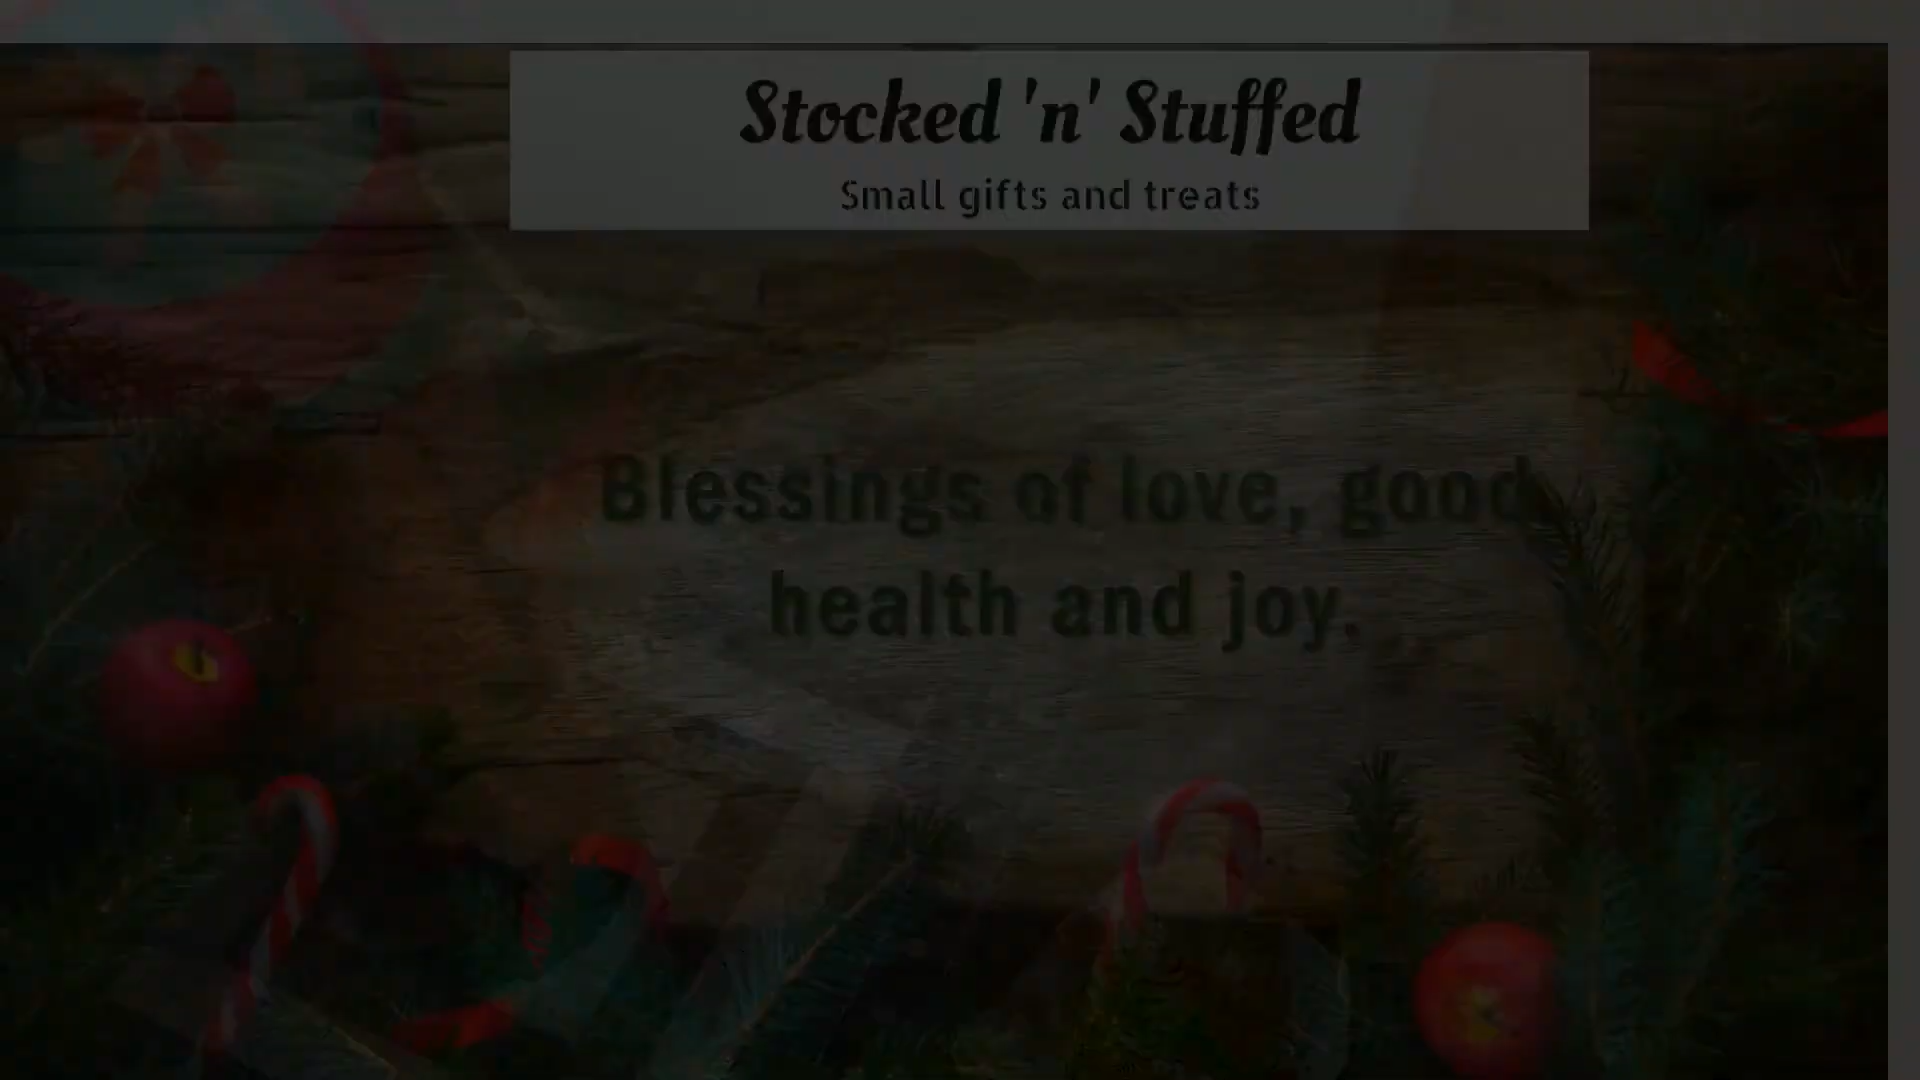 Stocked 'n' Stuffed
Small gifts and treats
Blessings of love, good
health and joy.